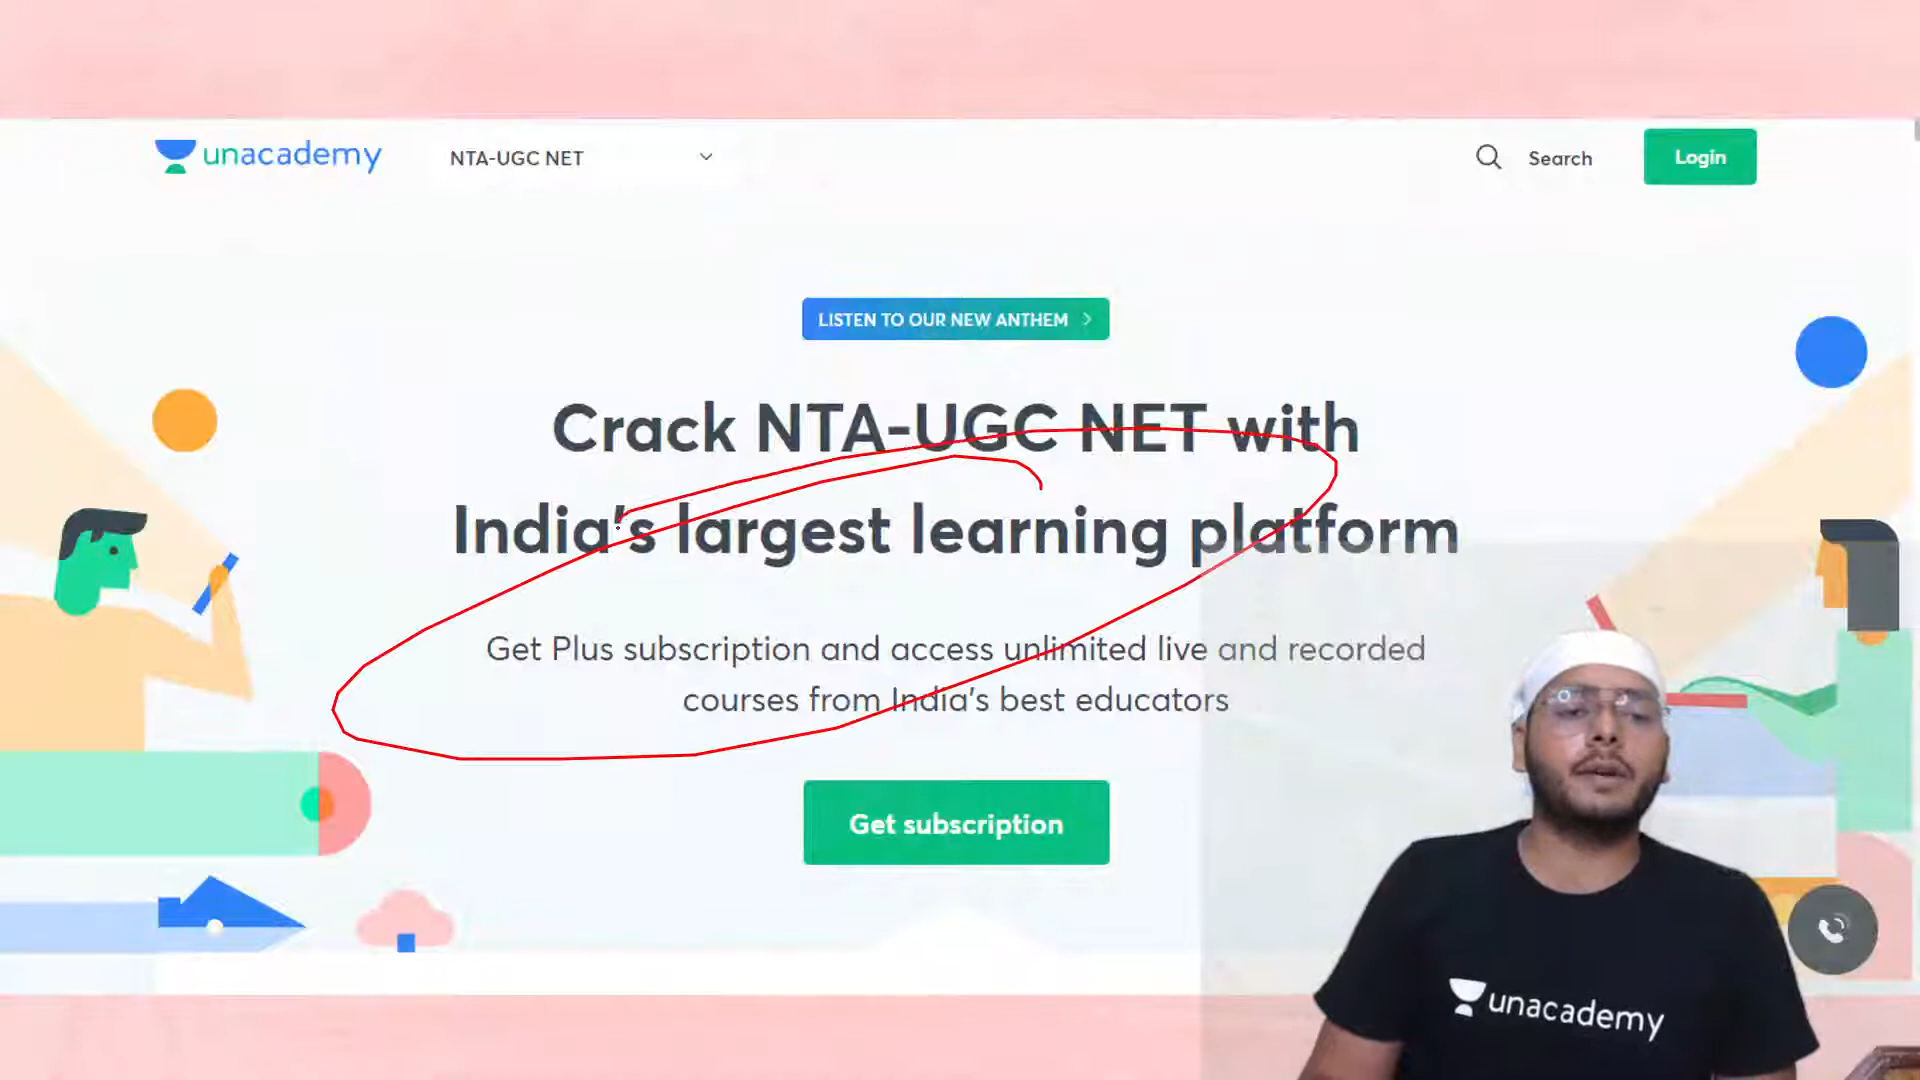 unacademy
NTA-UGC NET
Search
Login
LISTEN TO OUR NEW ANTHEM
Crack NTA-UGC NET with
India's largest learning platform
Get Plus subscription and access unlimited live and recorded
courses from India's best educators
Get subscription
unacademy